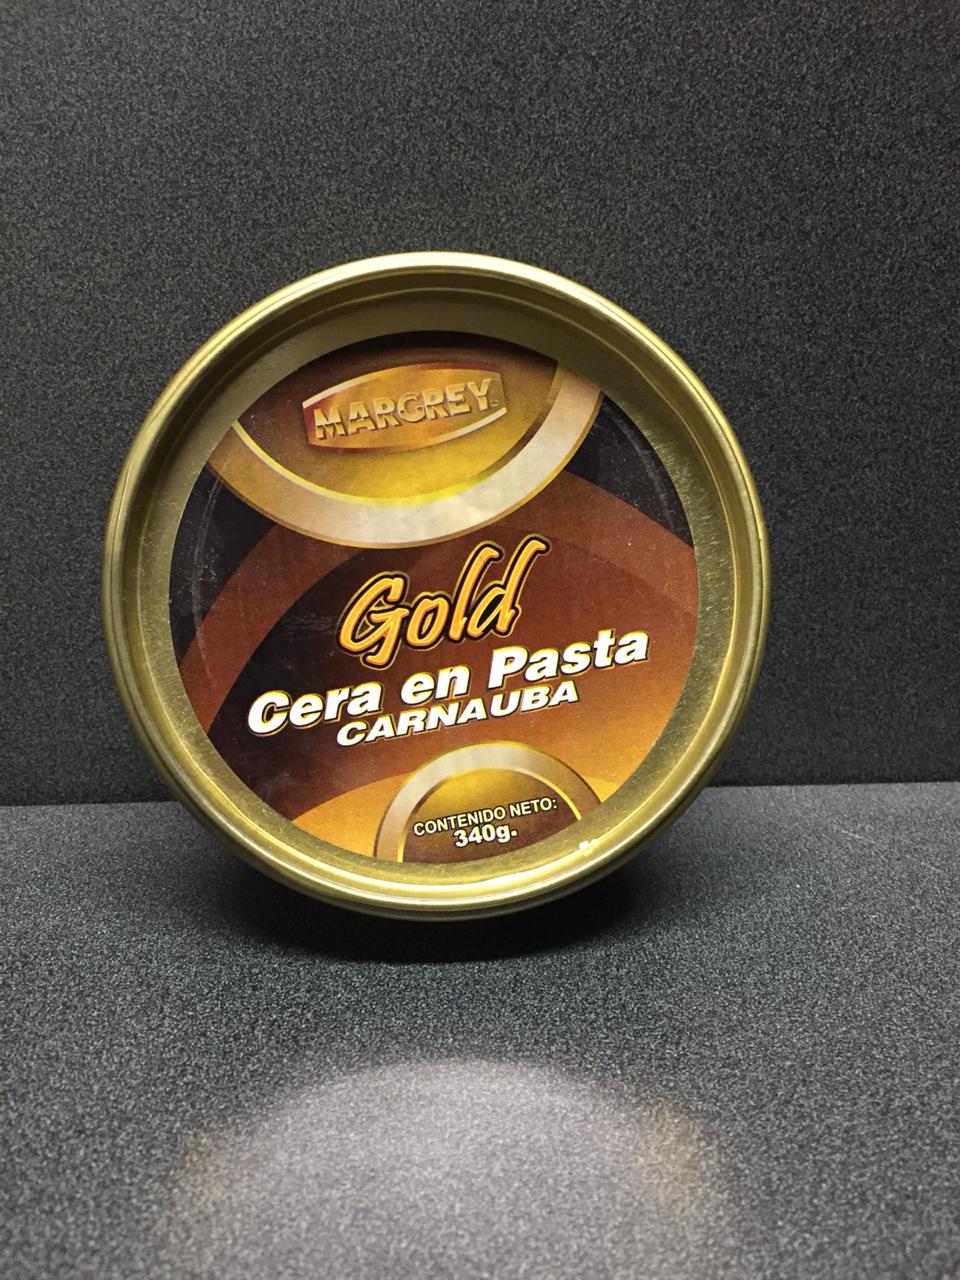 MARGREY
Gold
Cera en Pasta
CARNAUBA
CONTENIDO NETO:
340g.